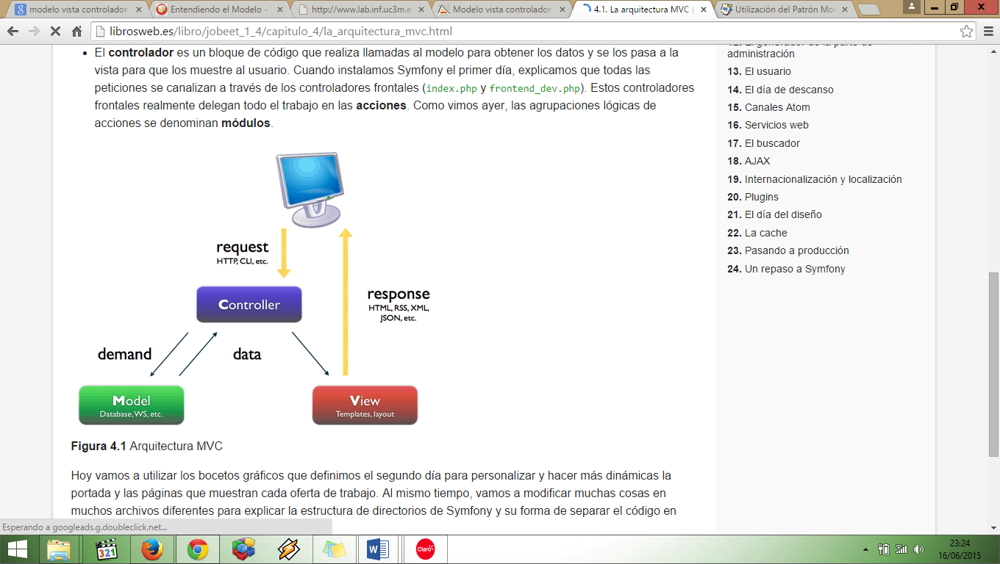 modelo vista controlador
Entendiendo el Modelo -
http://www.lab.inf.uc3m.e
Modelo vista controlador
4.1. La arquitectura MVC (
Utilización del Patrón Mo
librosweb.es/libro/jobeet_1_4/capitulo_4/la_arquitectura_mvc.html
El controlador es un bloque de código que realiza llamadas al modelo para obtener los datos y se los pasa a la
vista para que los muestre al usuario. Cuando instalamos Symfony el primer día, explicamos que todas las
peticiones se canalizan a través de los controladores frontales (index.php y frontend_dev.php). Estos controladores
frontales realmente delegan todo el trabajo en las acciones. Como vimos ayer, las agrupaciones lógicas de
acciones se denominan módulos.
request
HTTP, CLI, etc.
Controller
response
HTML, RSS, XML,
JSON, etc.
demand
data
Model
Database, WS, etc.
View
Templates, layout
Figura 4.1 Arquitectura MVC
Hoy vamos a utilizar los bocetos gráficos que definimos el segundo día para personalizar y hacer más dinámicas la
portada y las páginas que muestran cada oferta de trabajo. Al mismo tiempo, vamos a modificar muchas cosas en
muchos archivos diferentes para explicar la estructura de directorios de Symfony y su forma de separar el código en
12. El generador de la parte de
administración
13. El usuario
14. El día de descanso
15. Canales Atom
16. Servicios web
17. El buscador
18. AJAX
19. Internacionalización y localización
20. Plugins
21. El día del diseño
22. La cache
23. Pasando a producción
24. Un repaso a Symfony
Esperando a googleads.g.doubleclick.net...
321
Claro
23:24
16/06/2015